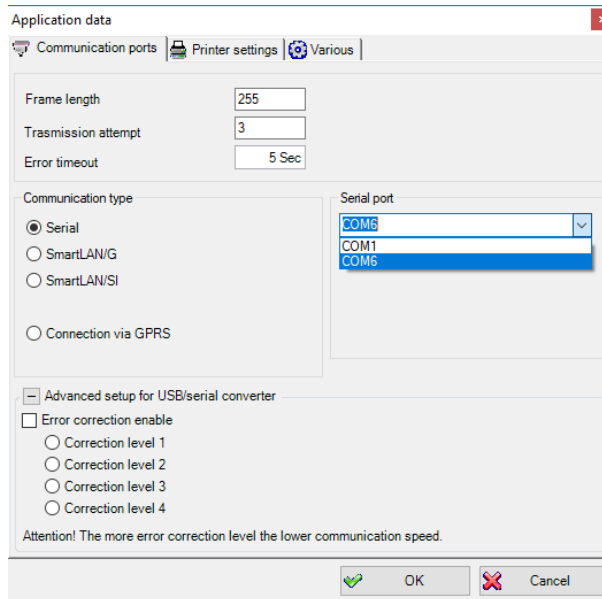 Application data
Communication ports Printer settings Various
Frame length 255
Trasmission attempt 3
Error timeout 5 Sec
Communication type
Serial
SmartLAN/G
SmartLAN/SI
Connection via GPRS
Serial port
COM6
COM1
COM6
Advanced setup for USB/serial converter
Error correction enable
Correction level 1
Correction level 2
Correction level 3
Correction level 4
Attention! The more error correction level the lower communication speed.
OK Cancel